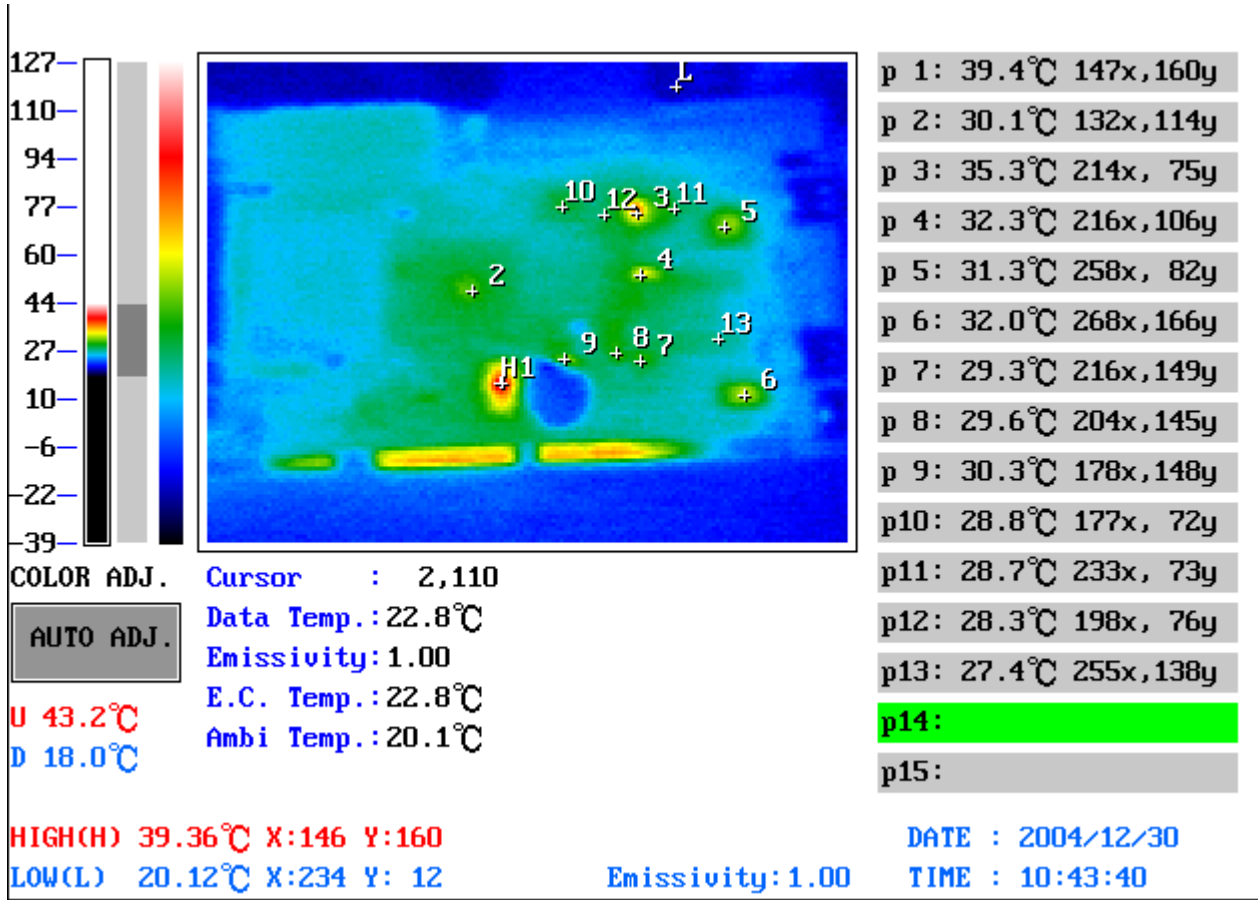 127
110
94
77
60
44
27
10
-6
-22
-39
L
10 12 3 11
5
4
2
13
9 8 7
H1
6
p 1: 39.4℃ 147x,160y
p 2: 30.1℃ 132x,114y
p 3: 35.3℃ 214x, 75y
p 4: 32.3℃ 216x,106y
p 5: 31.3℃ 258x, 82y
p 6: 32.0℃ 268x,166y
p 7: 29.3℃ 216x,149y
p 8: 29.6℃ 204x,145y
p 9: 30.3℃ 178x,148y
p10: 28.8℃ 177x, 72y
p11: 28.7℃ 233x, 73y
p12: 28.3℃ 198x, 76y
p13: 27.4℃ 255x,138y
p14:
p15:
COLOR ADJ.
AUTO ADJ.
U 43.2℃
D 18.0℃
Cursor : 2,110
Data Temp.:22.8℃
Emissivity:1.00
E.C. Temp.:22.8℃
Ambi Temp.:20.1℃
HIGH(H) 39.36℃ X:146 Y:160
LOW(L) 20.12℃ X:234 Y: 12
Emissivity:1.00
DATE : 2004/12/30
TIME : 10:43:40